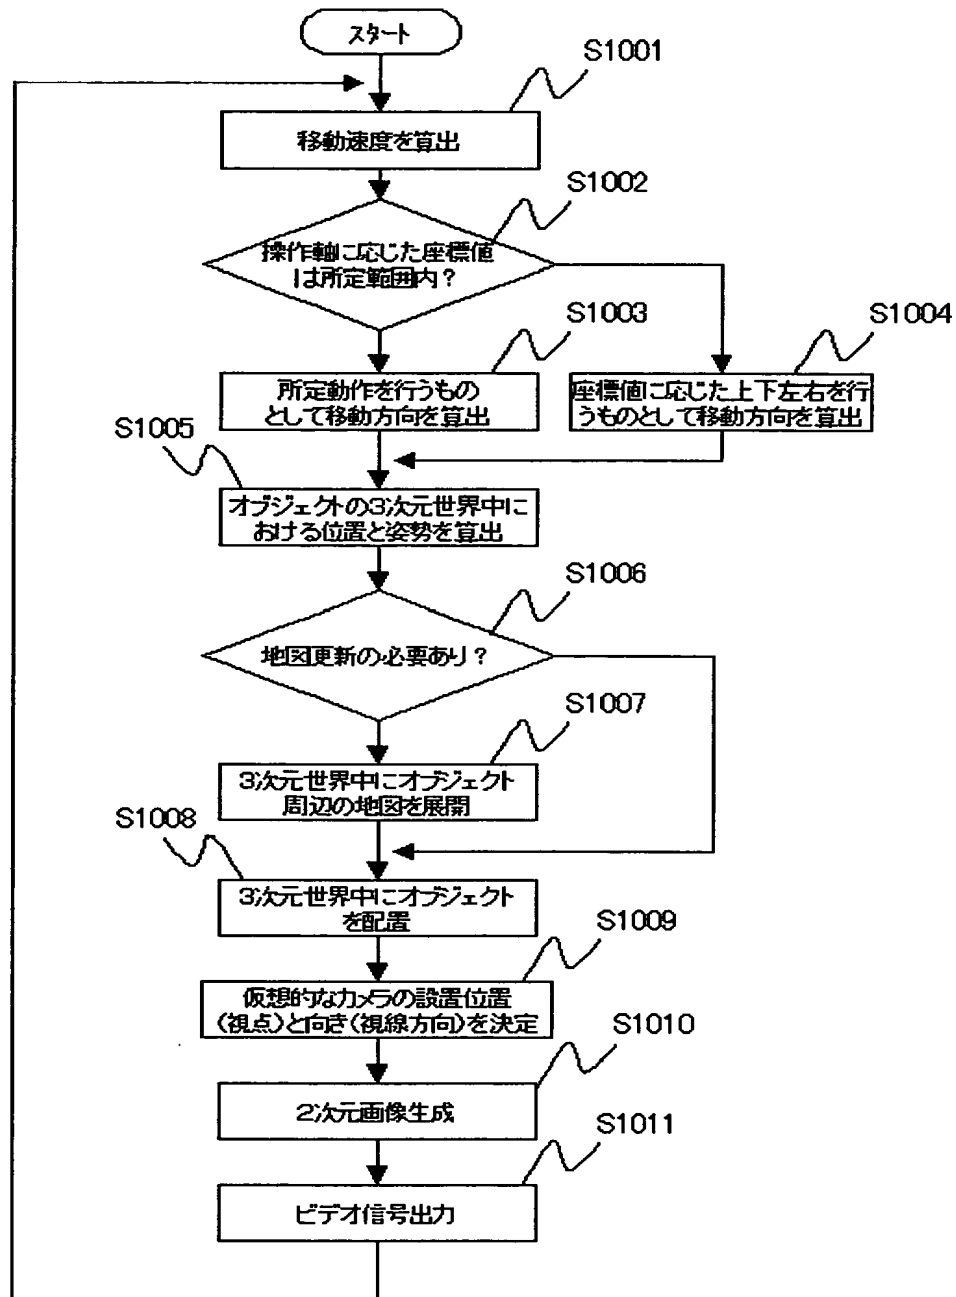 スタート
S1001
移動速度を算出
S1002
操作軸に応じた座標値
は所定範囲内？
S1003
所定動作を行うもの
として移動方向を算出
S1004
座標値に応じた上下左右を行
うものとして移動方向を算出
S1005
オブジェクトの3次元世界中に
おける位置と姿勢を算出
S1006
地図更新の必要あり？
S1007
3次元世界中にオブジェクト
周辺の地図を展開
S1008
3次元世界中にオブジェクト
を配置
S1009
仮想的なカメラの設置位置
（視点）と向き（視線方向）を決定
S1010
2次元画像生成
S1011
ビデオ信号出力